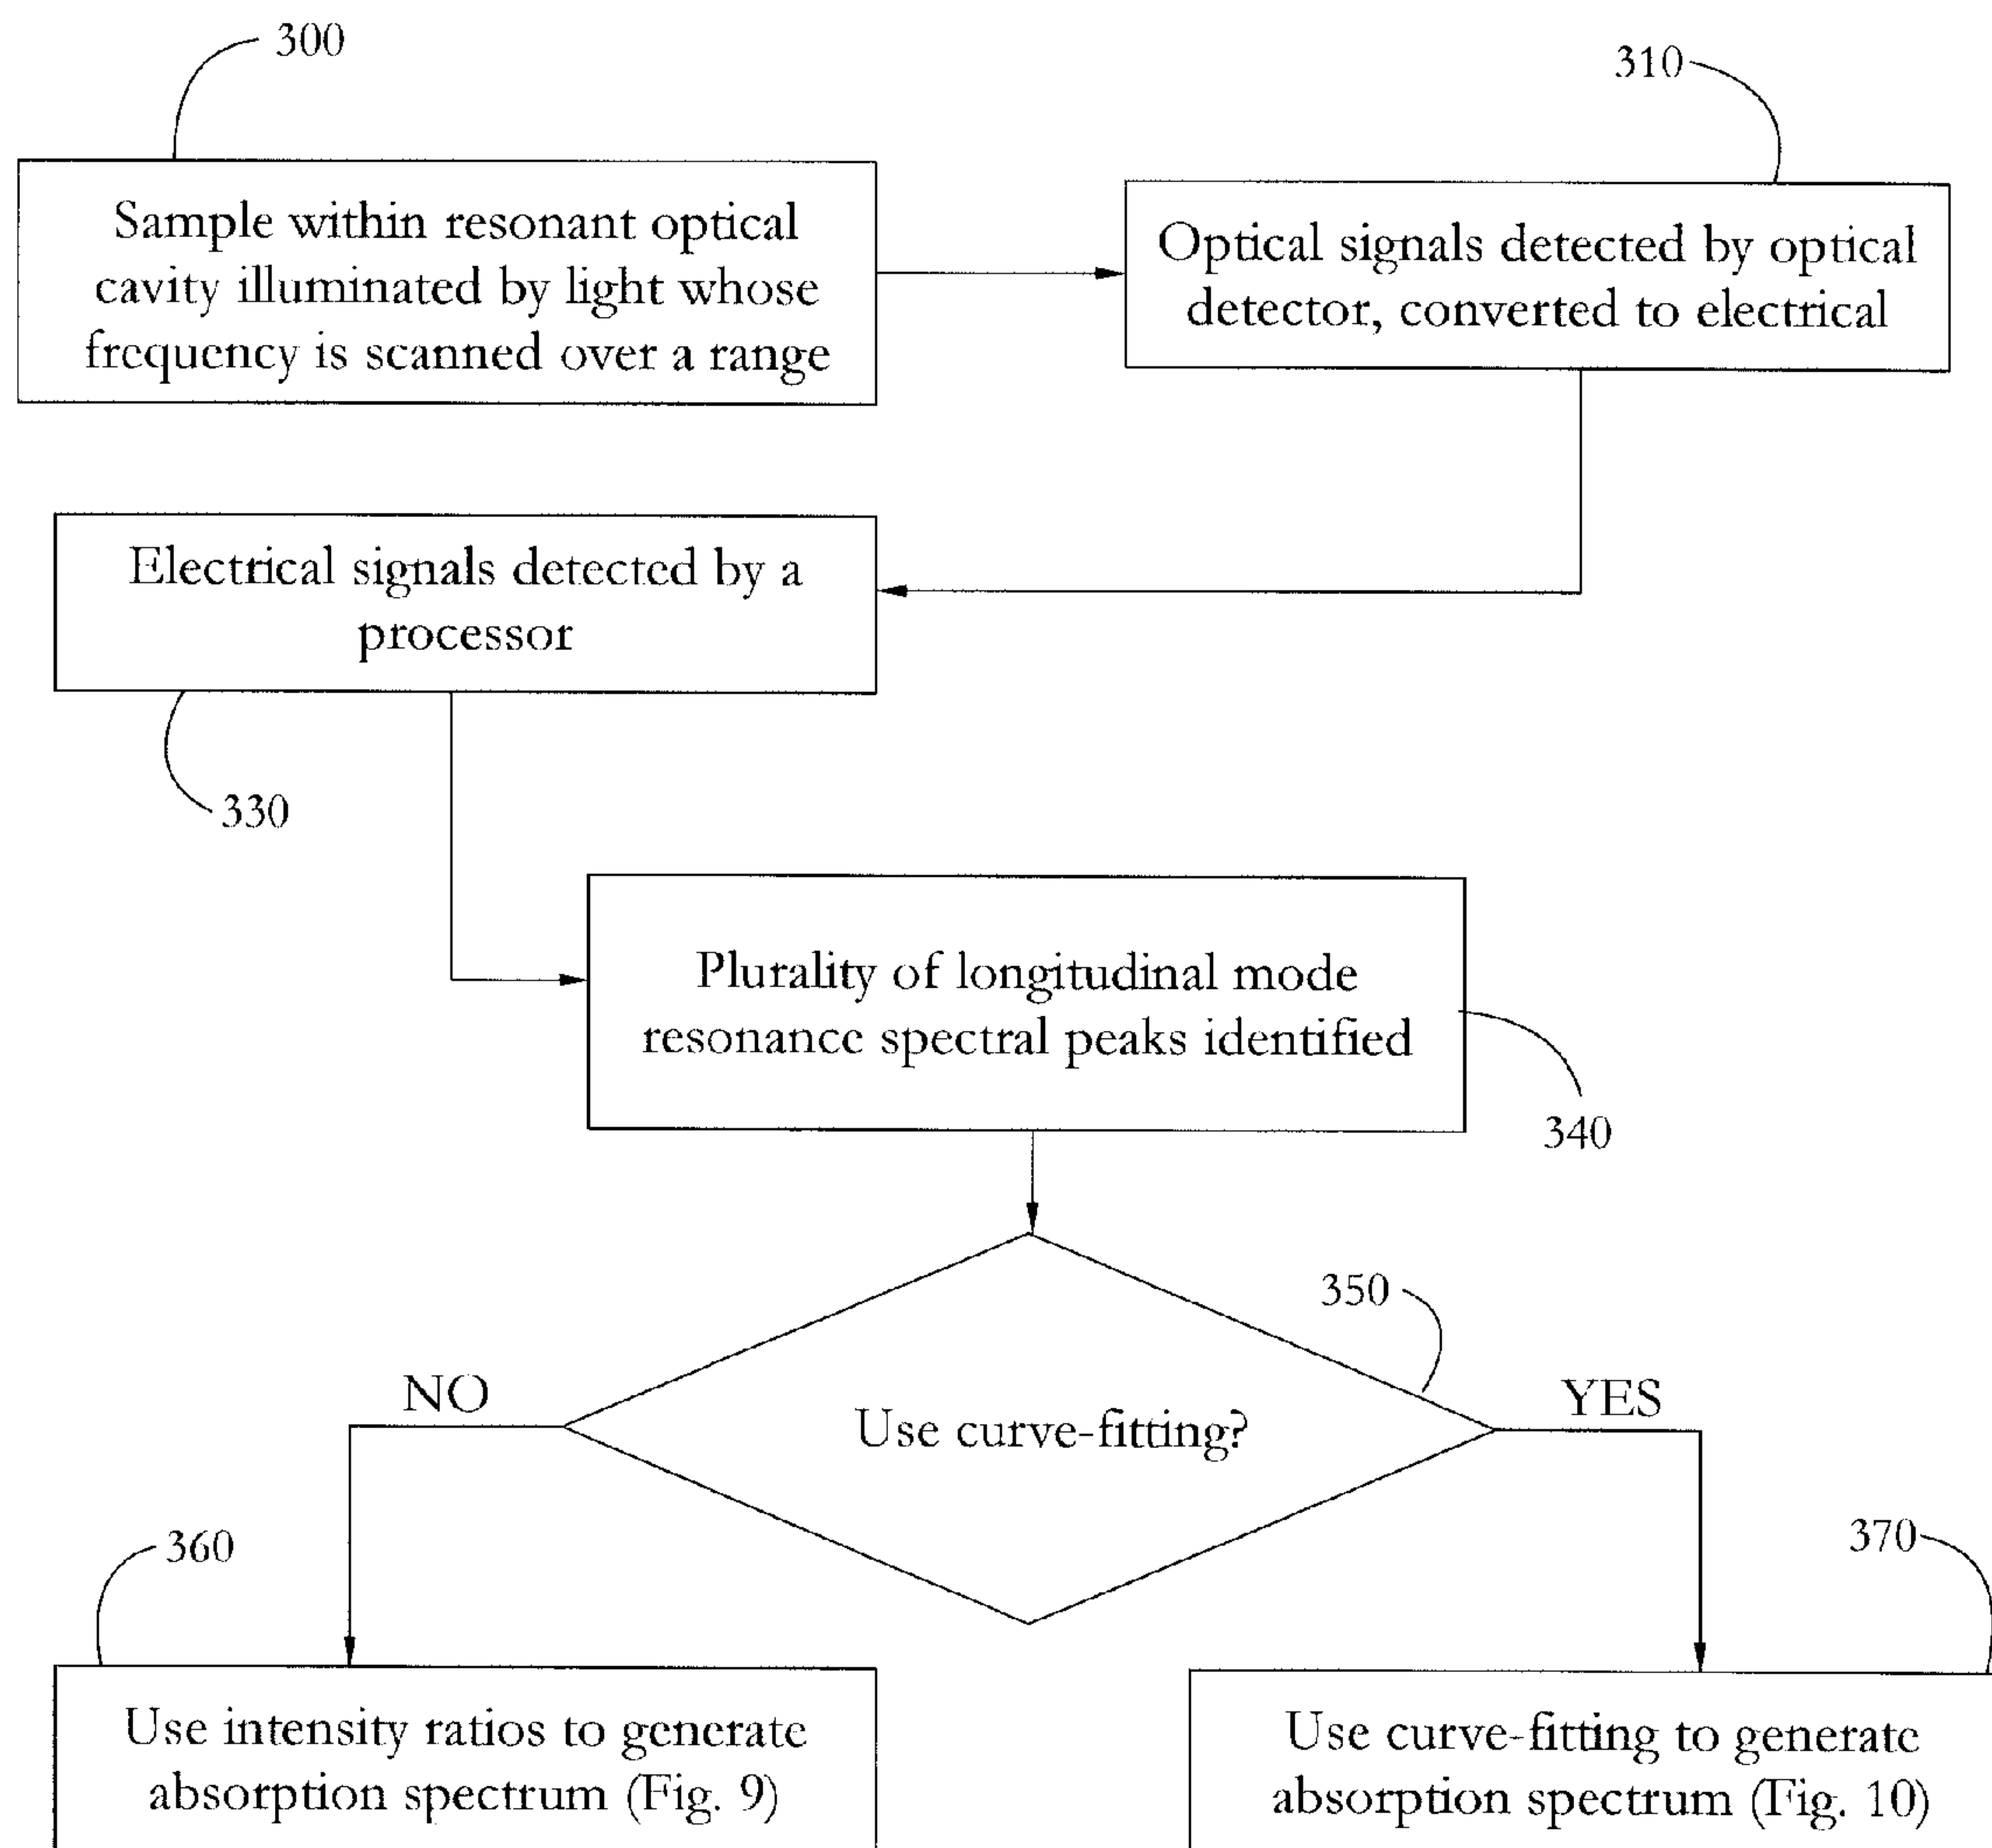 300
310
Sample within resonant optical
cavity illuminated by light whose
frequency is scanned over a range
Optical signals detected by optical
detector, converted to electrical
Electrical signals detected by a
processor
330
Plurality of longitudinal mode
resonance spectral peaks identified
340
350
NO
YES
Use curve-fitting?
360
370
Use intensity ratios to generate
absorption spectrum (Fig. 9)
Use curve-fitting to generate
absorption spectrum (Fig. 10)